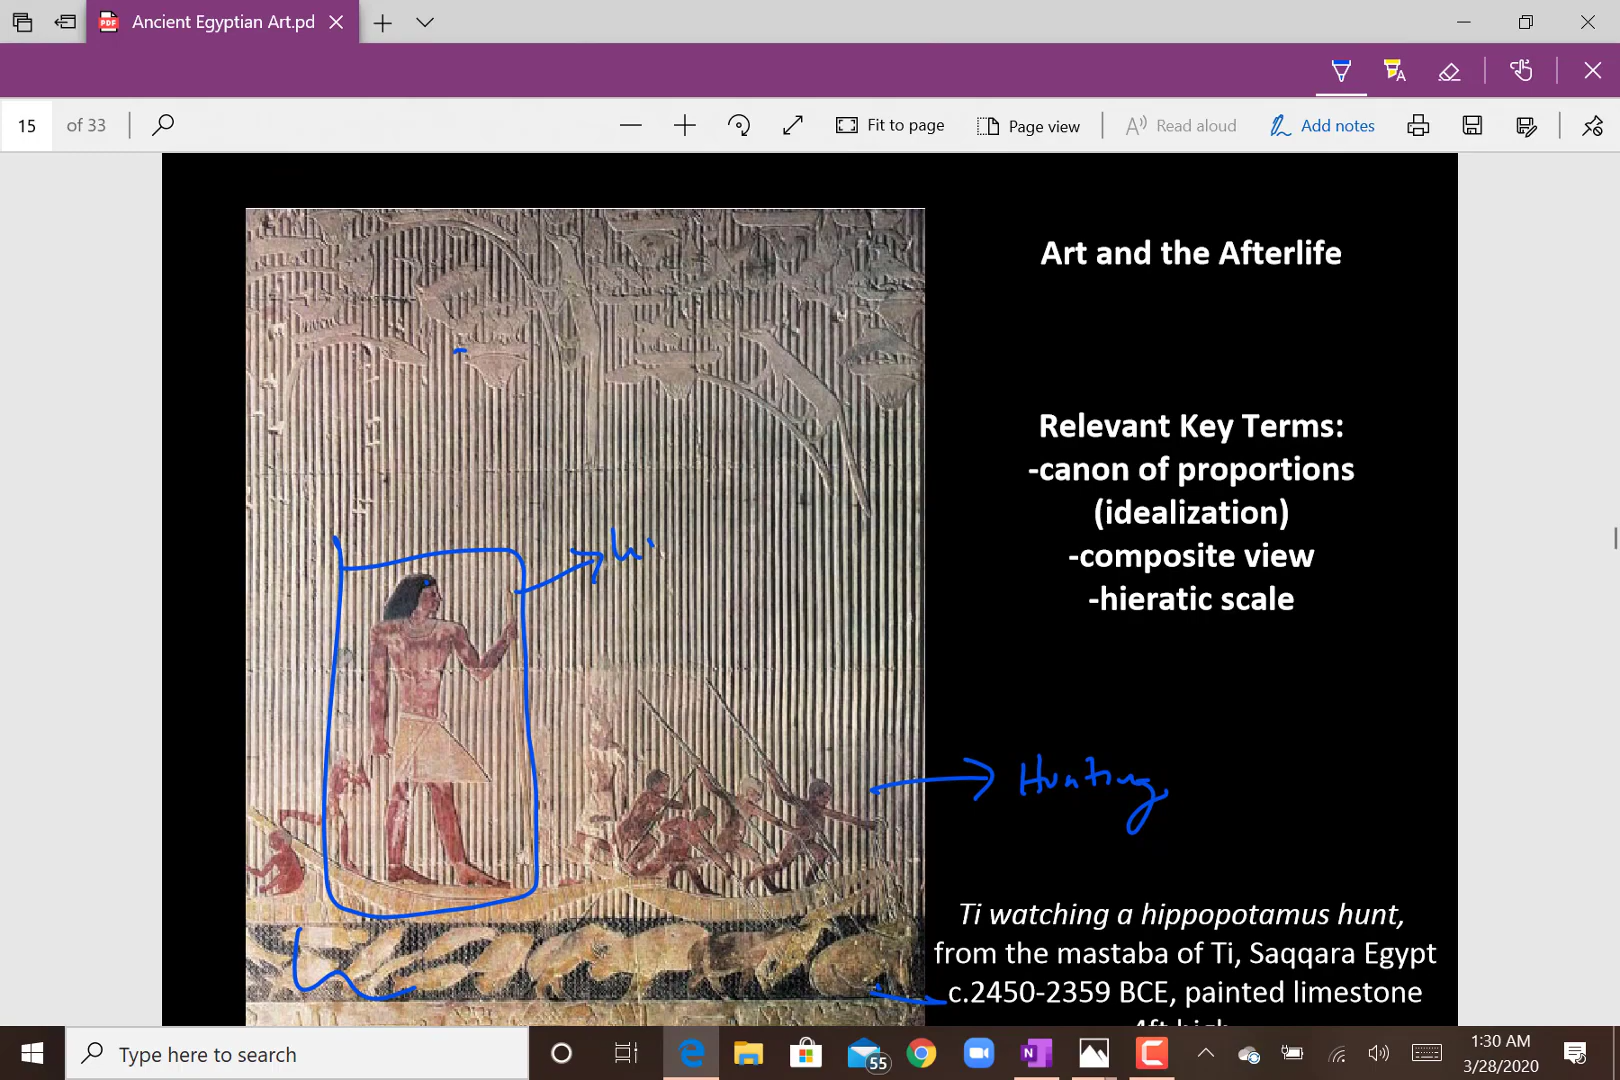 Ancient Egyptian Art.pd
15 of 33
Fit to page
Page view
Read aloud
Add notes
Art and the Afterlife
Relevant Key Terms:
-canon of proportions
(idealization)
-composite view
-hieratic scale
Hunting
Ti watching a hippopotamus hunt,
from the mastaba of Ti, Saqqara Egypt
c.2450-2359 BCE, painted limestone
Type here to search
55
1:30 AM
3/28/2020